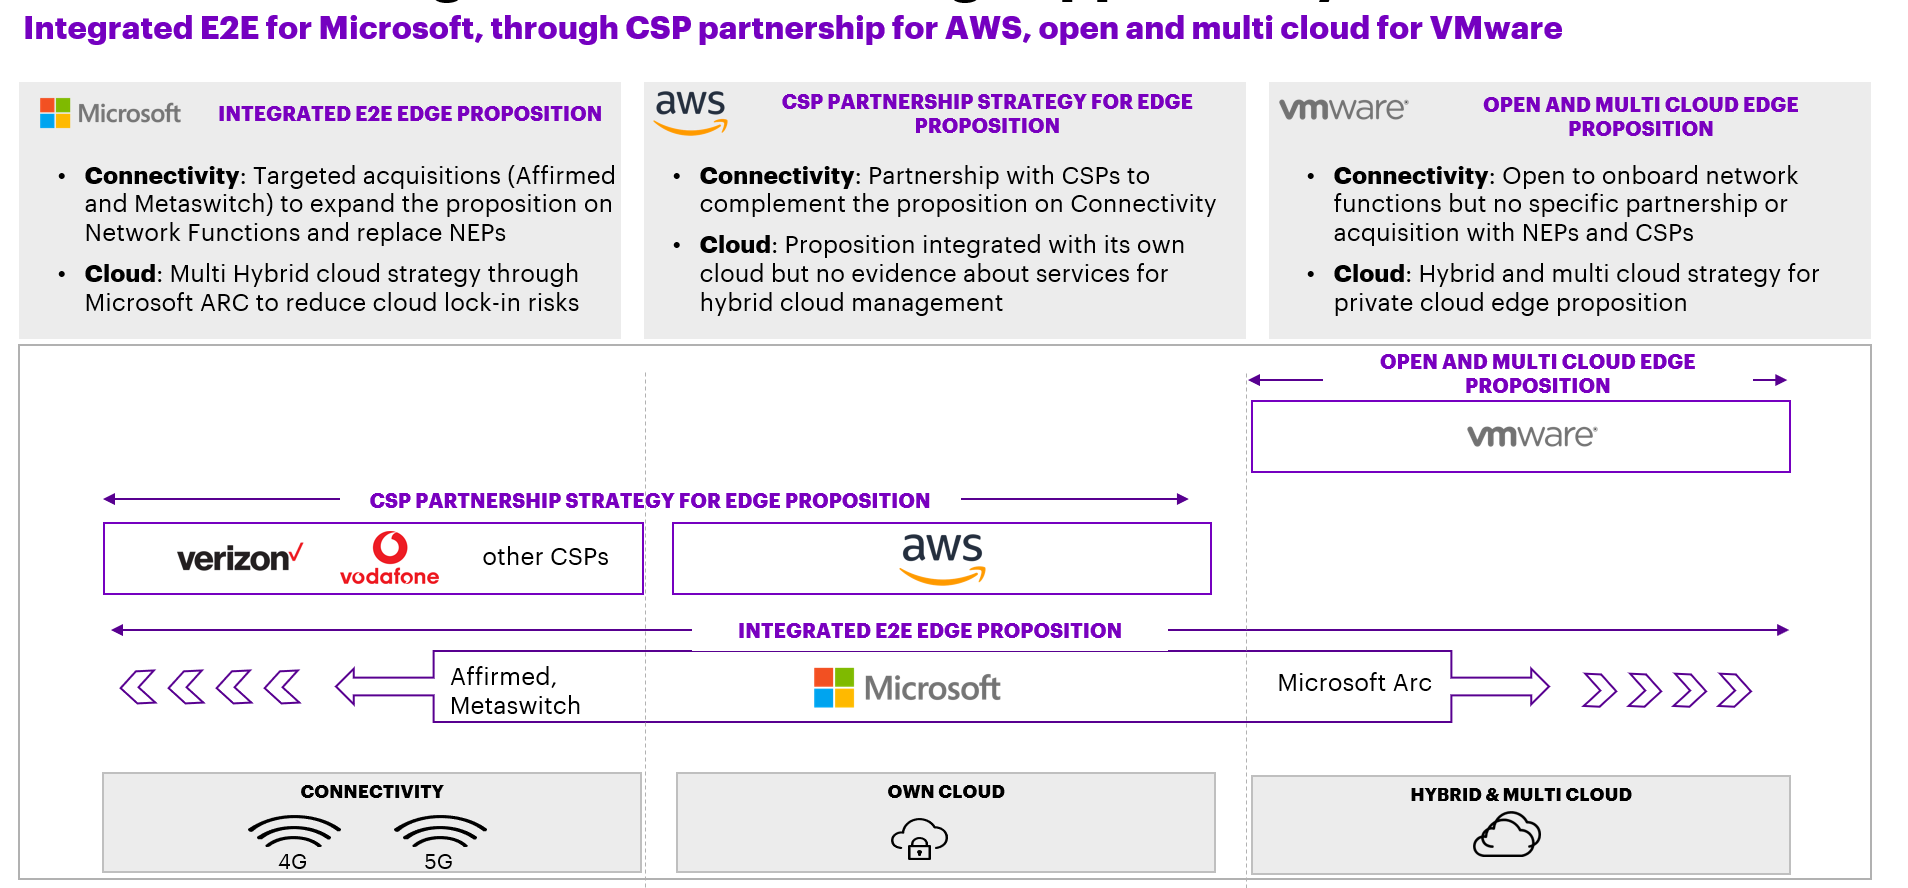 Integrated E2E for Microsoft, through CSP partnership for AWS, open and multi cloud for VMware
Microsoft
INTEGRATED E2E EDGE PROPOSITION
• Connectivity: Targeted acquisitions (Affirmed
and Metaswitch) to expand the proposition on
Network Functions and replace NEPs
• Cloud: Multi Hybrid cloud strategy through
Microsoft ARC to reduce cloud lock-in risks
aws
CSP PARTNERSHIP STRATEGY FOR EDGE
PROPOSITION
• Connectivity: Partnership with CSPs to
complement the proposition on Connectivity
• Cloud: Proposition integrated with its own
cloud but no evidence about services for
hybrid cloud management
vmware®
OPEN AND MULTI CLOUD EDGE
PROPOSITION
• Connectivity: Open to onboard network
functions but no specific partnership or
acquisition with NEPs and CSPs
• Cloud: Hybrid and multi cloud strategy for
private cloud edge proposition
OPEN AND MULTI CLOUD EDGE
PROPOSITION
vmware®
CSP PARTNERSHIP STRATEGY FOR EDGE PROPOSITION
verizon✓
vodafone
other CSPs
aws
INTEGRATED E2E EDGE PROPOSITION
Affirmed,
Metaswitch
Microsoft
Microsoft Arc
CONNECTIVITY
4G
5G
OWN CLOUD
HYBRID & MULTI CLOUD